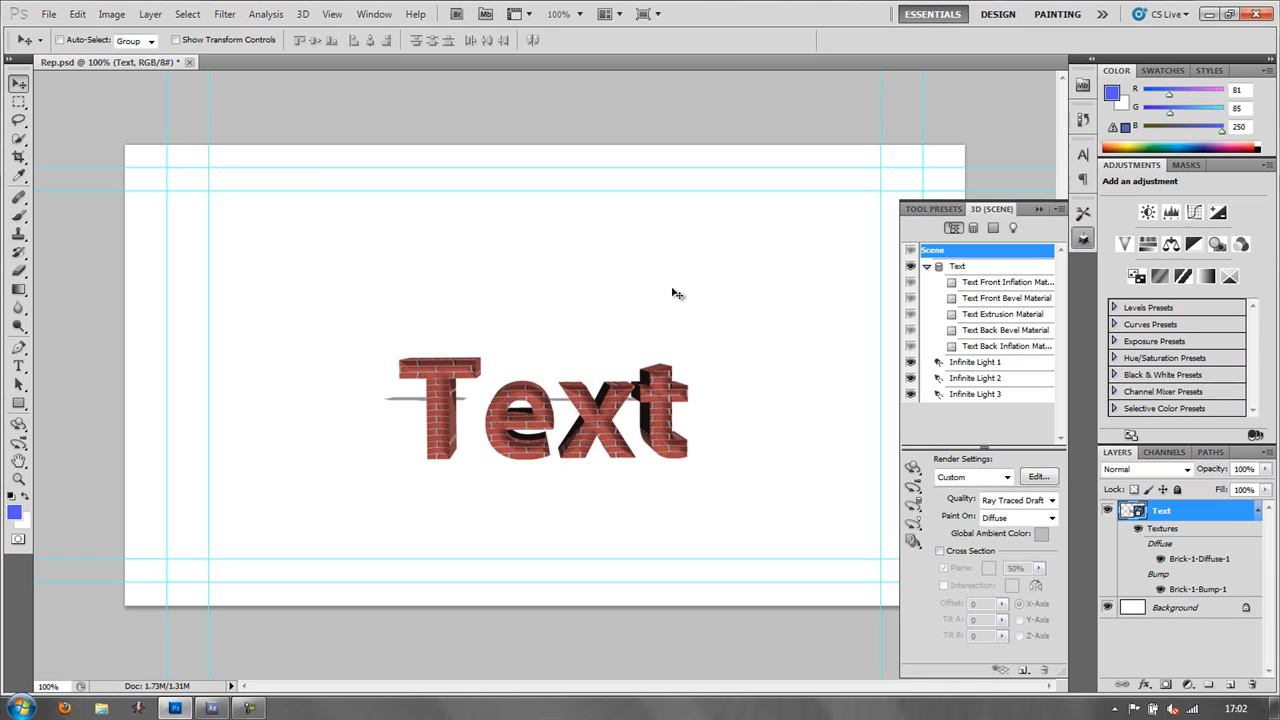 Ps File Edit Image Layer Select Filter Analysis 3D View Window Help Br Mb 100% ESSENTIALS DESIGN PAINTING CS Live
Auto-Select: Group Show Transform Controls
Rep.psd @ 100% (Text, RGB/8#) *
COLOR SWATCHES STYLES
R 81
G 85
B 250
ADJUSTMENTS MASKS
Add an adjustment
Levels Presets
Curves Presets
Exposure Presets
Hue/Saturation Presets
Black & White Presets
Channel Mixer Presets
Selective Color Presets
TOOL PRESETS 3D {SCENE}
Scene
Text
Text Front Inflation Mat...
Text Front Bevel Material
Text Extrusion Material
Text Back Bevel Material
Text Back Inflation Mat...
Infinite Light 1
Infinite Light 2
Infinite Light 3
Render Settings:
Custom Edit...
Quality: Ray Traced Draft
Paint On: Diffuse
Global Ambient Color:
Cross Section
Plane: 50%
Intersection:
Offset: 0 X-Axis
Tilt A: 0 Y-Axis
Tilt B: 0 Z-Axis
LAYERS CHANNELS PATHS
Normal Opacity: 100%
Lock: Fill: 100%
Text
Textures
Diffuse
Brick-1-Diffuse-1
Bump
Brick-1-Bump-1
Background
Text
100% Doc: 1.73M/1.31M
Ps Ae 17:02